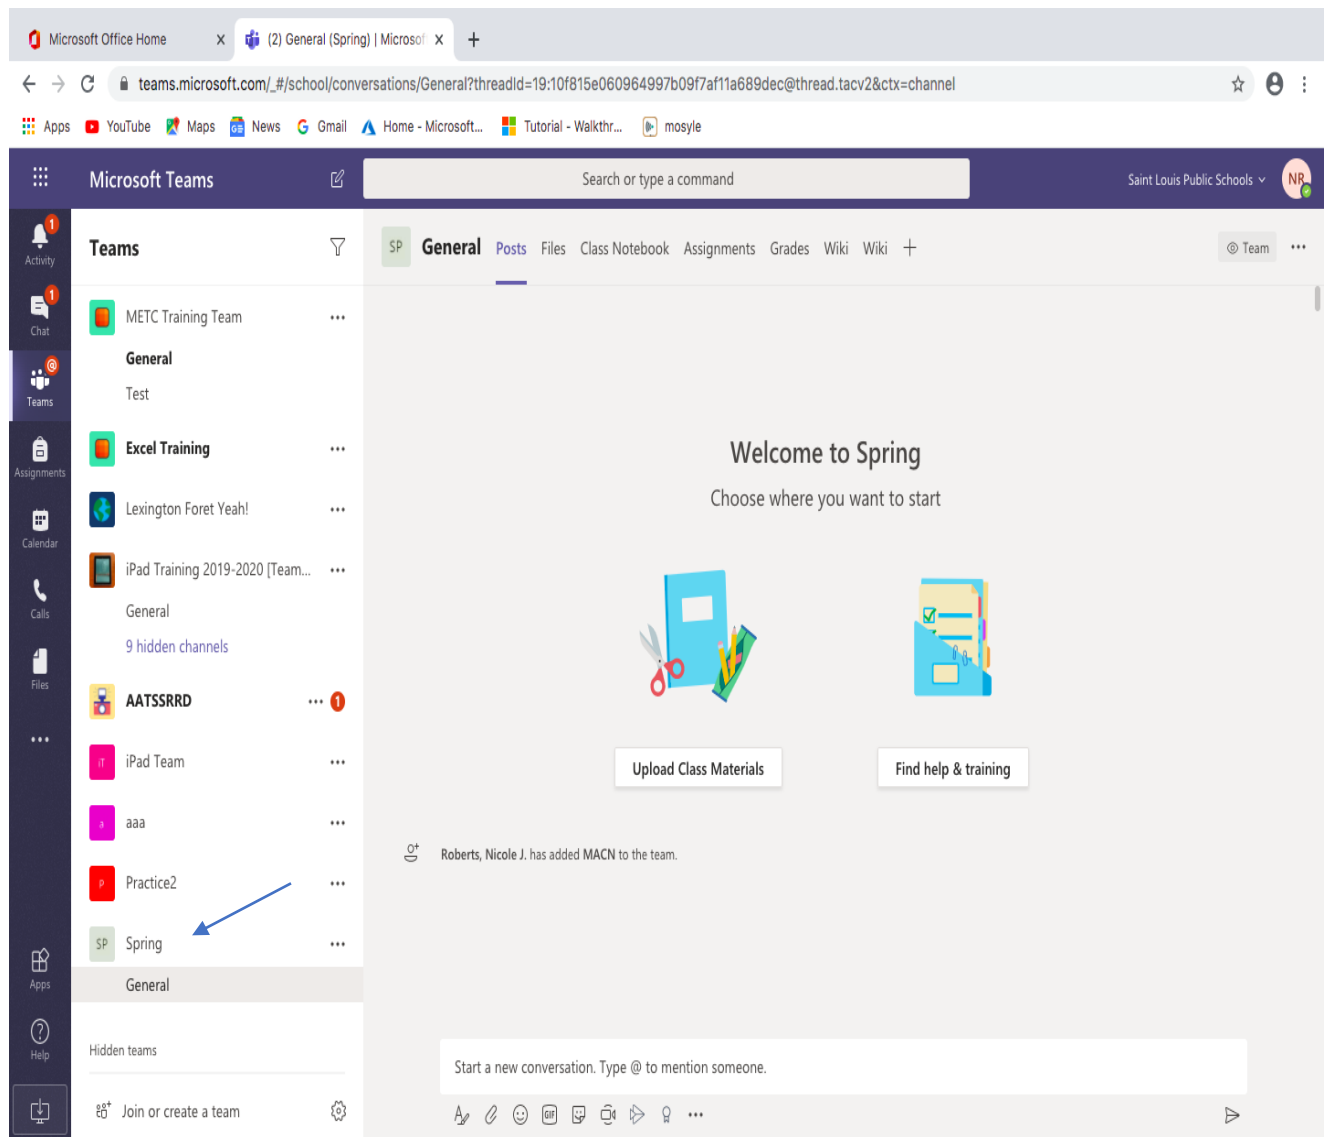 Microsoft Office Home
(2) General (Spring) | Microsof
teams.microsoft.com/_#/school/conversations/General?threadId=19:10f815e060964997b09f7af11a689dec@thread.tacv2&ctx=channel
Apps YouTube Maps GE News G Gmail Home - Microsoft... Tutorial - Walkthr... mosyle
Microsoft Teams
Search or type a command
Saint Louis Public Schools
NR
1
Activity
1
Chat
@
Teams
Assignments
Calendar
Calls
Files
Apps
Help
Teams
METC Training Team
General
Test
Excel Training
Lexington Foret Yeah!
iPad Training 2019-2020 [Team...
General
9 hidden channels
AATSSRRD
1
iT iPad Team
a aaa
P Practice2
SP Spring
General
Hidden teams
Join or create a team
SP General Posts Files Class Notebook Assignments Grades Wiki Wiki
Team
Welcome to Spring
Choose where you want to start
Upload Class Materials
Find help & training
Roberts, Nicole J. has added MACN to the team.
Start a new conversation. Type @ to mention someone.
GIF